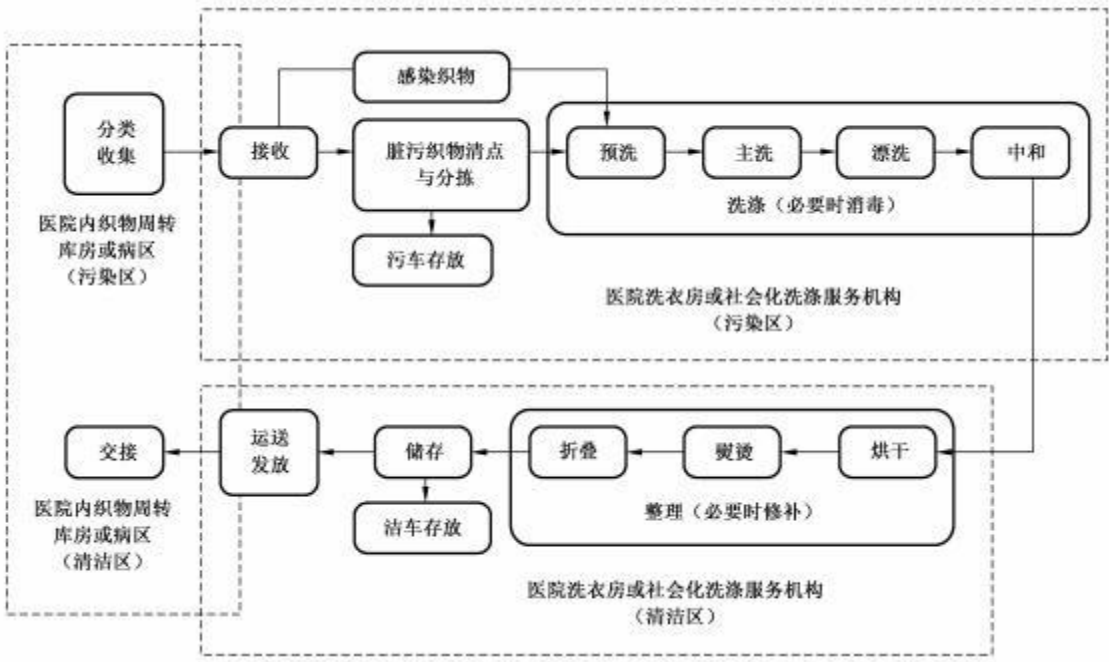 感染织物
分类
收集
接收
脏污织物清点
与分拣
预洗
主洗
漂洗
中和
洗涤（必要时消毒）
医院内织物周转
库房或病区
（污染区）
污车存放
医院洗衣房或社会化洗涤服务机构
（污染区）
交接
运送
发放
储存
折叠
熨烫
烘干
整理（必要时修补）
洁车存放
医院内织物周转
库房或病区
（清洁区）
医院洗衣房或社会化洗涤服务机构
（清洁区）